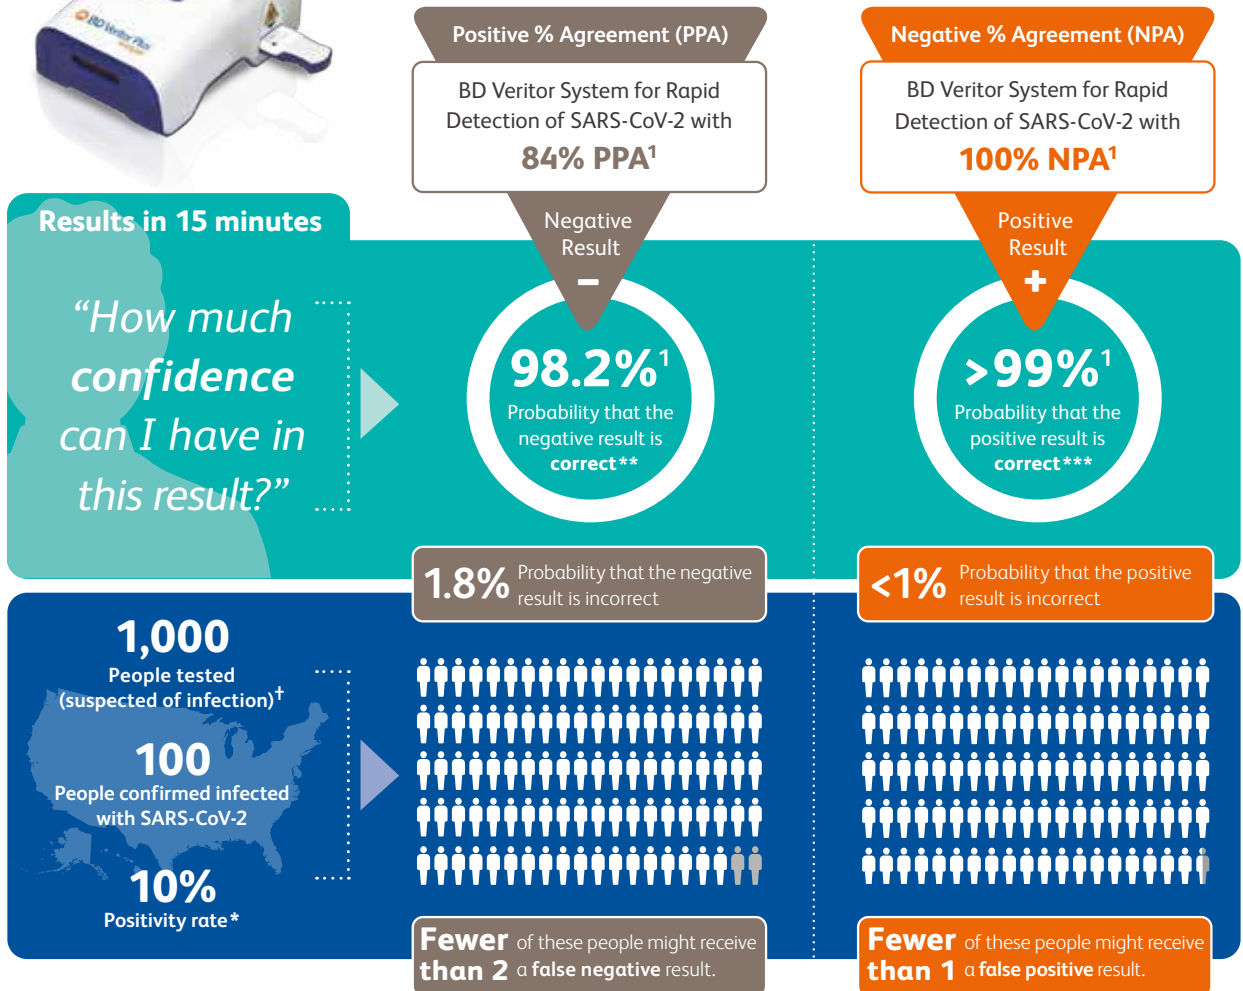 BD Veritor Plus
Positive % Agreement (PPA)
BD Veritor System for Rapid
Detection of SARS-CoV-2 with
84% PPA¹
Negative % Agreement (NPA)
BD Veritor System for Rapid
Detection of SARS-CoV-2 with
100% NPA¹
Results in 15 minutes
“How much
confidence
can I have in
this result?”
Negative
Result
–
98.2%¹
Probability that the
negative result is
correct**
Positive
Result
+
>99%¹
Probability that the
positive result is
correct***
1.8% Probability that the negative
result is incorrect
<1% Probability that the positive
result is incorrect
1,000
People tested
(suspected of infection)†
100
People confirmed infected
with SARS-CoV-2
10%
Positivity rate*
Fewer of these people might receive
than 2 a false negative result.
Fewer of these people might receive
than 1 a false positive result.